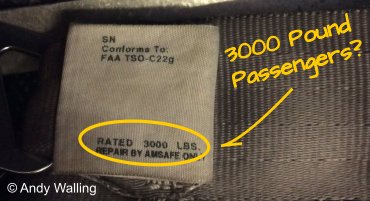 SN
Conforms To:
FAA TSO-C22g
3000 Pound
Passengers?
RATED 3000 LBS.
REPAIR BY AMSAFE ONLY
© Andy Walling